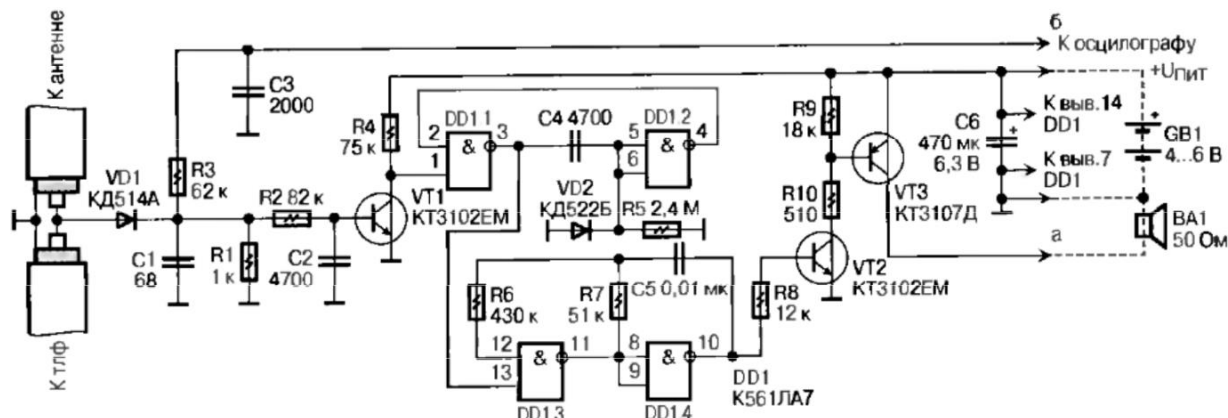 К антенне
К тлф
VD1
КД514А
C1
68
R1
1 к
R3
62 к
C3
2000
R2 82 к
C2
4700
R4
75 к
VT1
КТ3102ЕМ
DD1.1
&
2
1
3
C4 4700
VD2
КД522Б
R5 2,4 М
DD1.2
&
5
6
4
R6
430 к
R7
51 к
C5 0,01 мк
12
13
&
11
DD1.3
8
9
&
10
DD1.4
DD1
К561ЛА7
R8
12 к
VT2
КТ3102ЕМ
R9
18 к
R10
510
VT3
КТ3107Д
C6
470 мк
6,3 В
+
б
К осцилографу
+Uпит
К выв.14
DD1
К выв.7
DD1
+
GB1
4...6 В
а
BA1
50 Ом